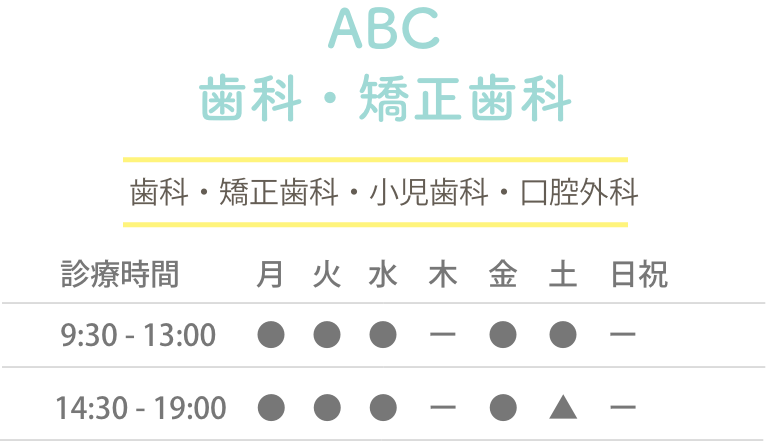 ABC
歯科・矯正歯科
歯科・矯正歯科・小児歯科・口腔外科
診療時間 月 火 水 木 金 土 日祝
9:30 - 13:00 ● ● ● ー ● ● ー
14:30 - 19:00 ● ● ● ー ● ▲ ー